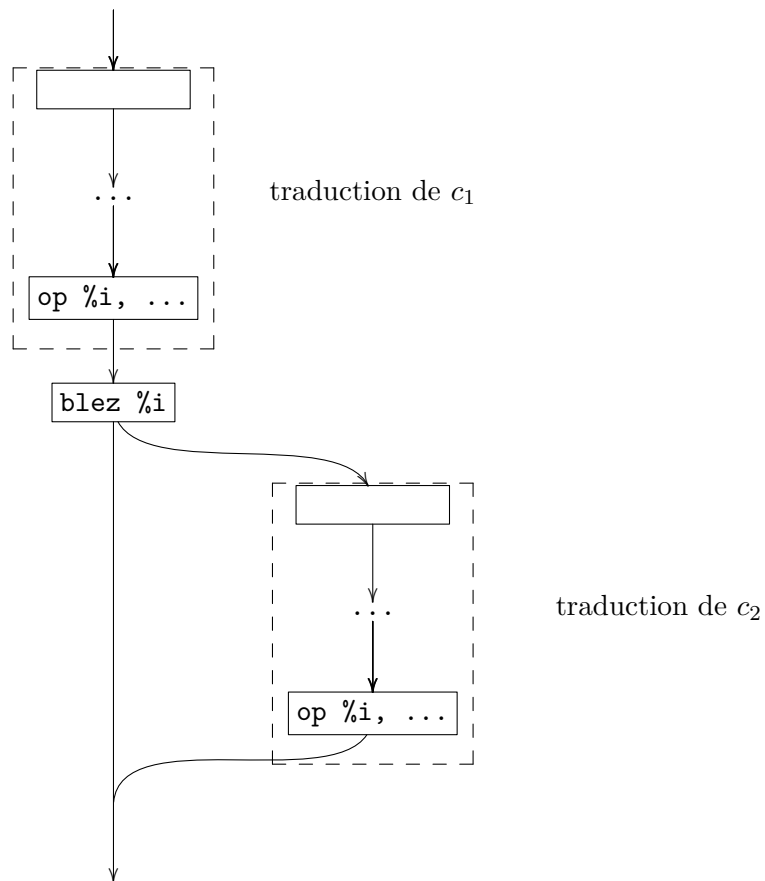 ...
traduction de c₁
op %i, ...
blez %i
...
traduction de c₂
op %i, ...